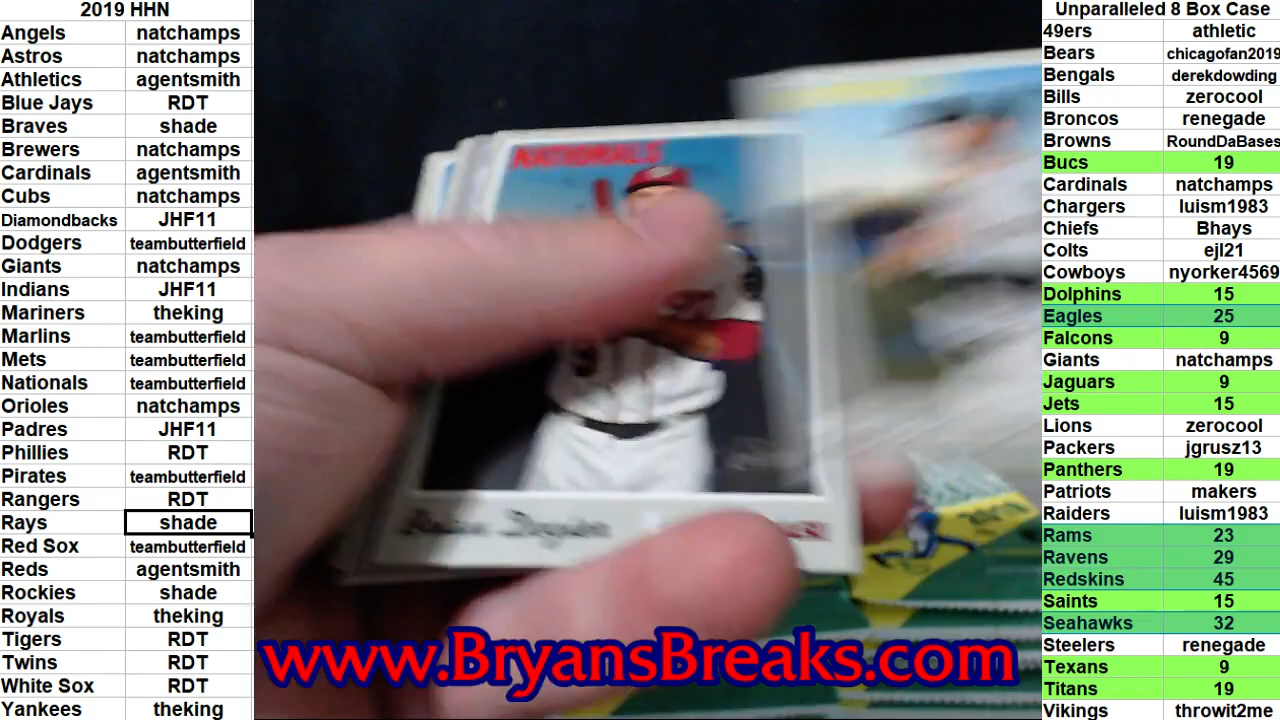 2019 HHN
Angels natchamps
Astros natchamps
Athletics agentsmith
Blue Jays RDT
Braves shade
Brewers natchamps
Cardinals agentsmith
Cubs natchamps
Diamondbacks JHF11
Dodgers teambutterfield
Giants natchamps
Indians JHF11
Mariners theking
Marlins teambutterfield
Mets teambutterfield
Nationals teambutterfield
Orioles natchamps
Padres JHF11
Phillies RDT
Pirates teambutterfield
Rangers RDT
Rays shade
Red Sox teambutterfield
Reds agentsmith
Rockies shade
Royals theking
Tigers RDT
Twins RDT
White Sox RDT
Yankees theking
NATIONALS
www.BryansBreaks.com
Unparalleled 8 Box Case
49ers athletic
Bears chicagofan2019
Bengals derekdowding
Bills zerocool
Broncos renegade
Browns RoundDaBases
Bucs 19
Cardinals natchamps
Chargers luism1983
Chiefs Bhays
Colts ejl21
Cowboys nyorker4569
Dolphins 15
Eagles 25
Falcons 9
Giants natchamps
Jaguars 9
Jets 15
Lions zerocool
Packers jgrusz13
Panthers 19
Patriots makers
Raiders luism1983
Rams 23
Ravens 29
Redskins 45
Saints 15
Seahawks 32
Steelers renegade
Texans 9
Titans 19
Vikings throwit2me